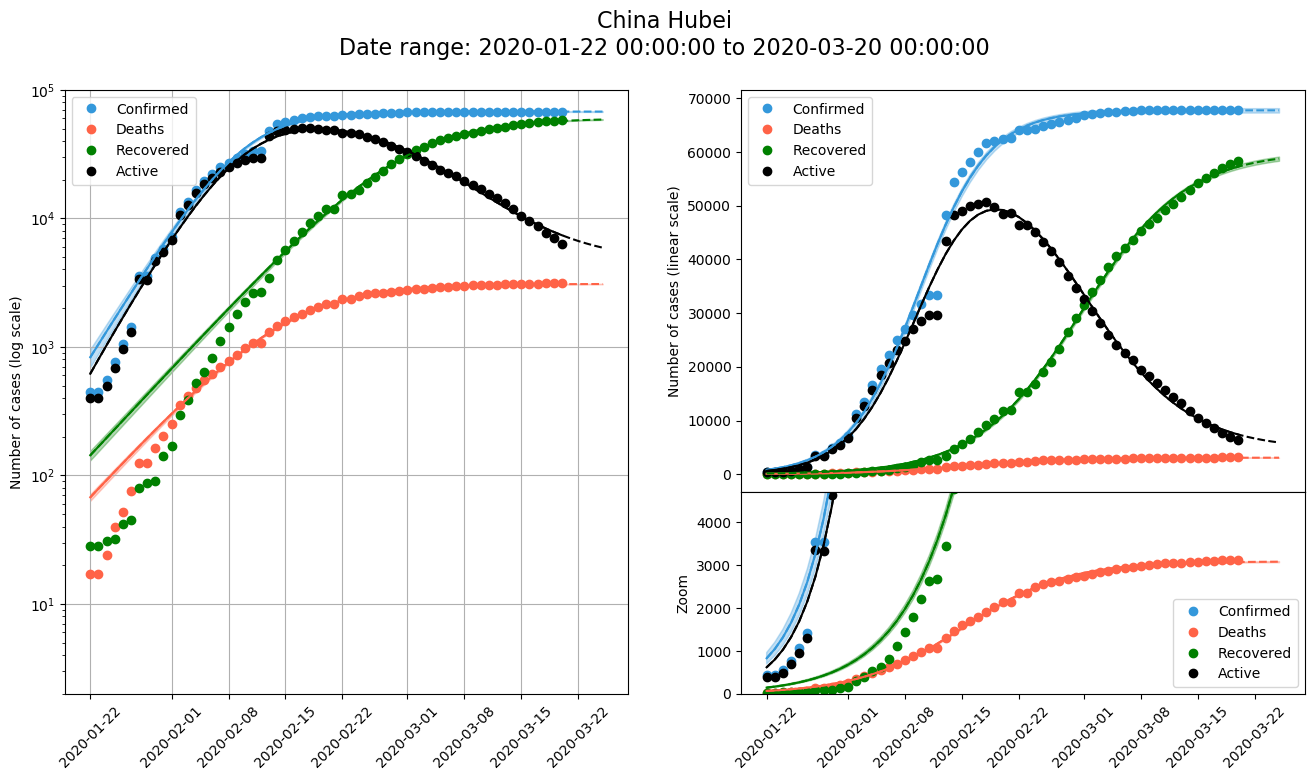 China Hubei
Date range: 2020-01-22 00:00:00 to 2020-03-20 00:00:00
Number of cases (log scale)
10^5
10^4
10^3
10^2
10^1
Confirmed
Deaths
Recovered
Active
2020-01-22
2020-02-01
2020-02-08
2020-02-15
2020-02-22
2020-03-01
2020-03-08
2020-03-15
2020-03-22
Number of cases (linear scale)
70000
60000
50000
40000
30000
20000
10000
0
Confirmed
Deaths
Recovered
Active
Zoom
4000
3000
2000
1000
0
Confirmed
Deaths
Recovered
Active
2020-01-22
2020-02-01
2020-02-08
2020-02-15
2020-02-22
2020-03-01
2020-03-08
2020-03-15
2020-03-22